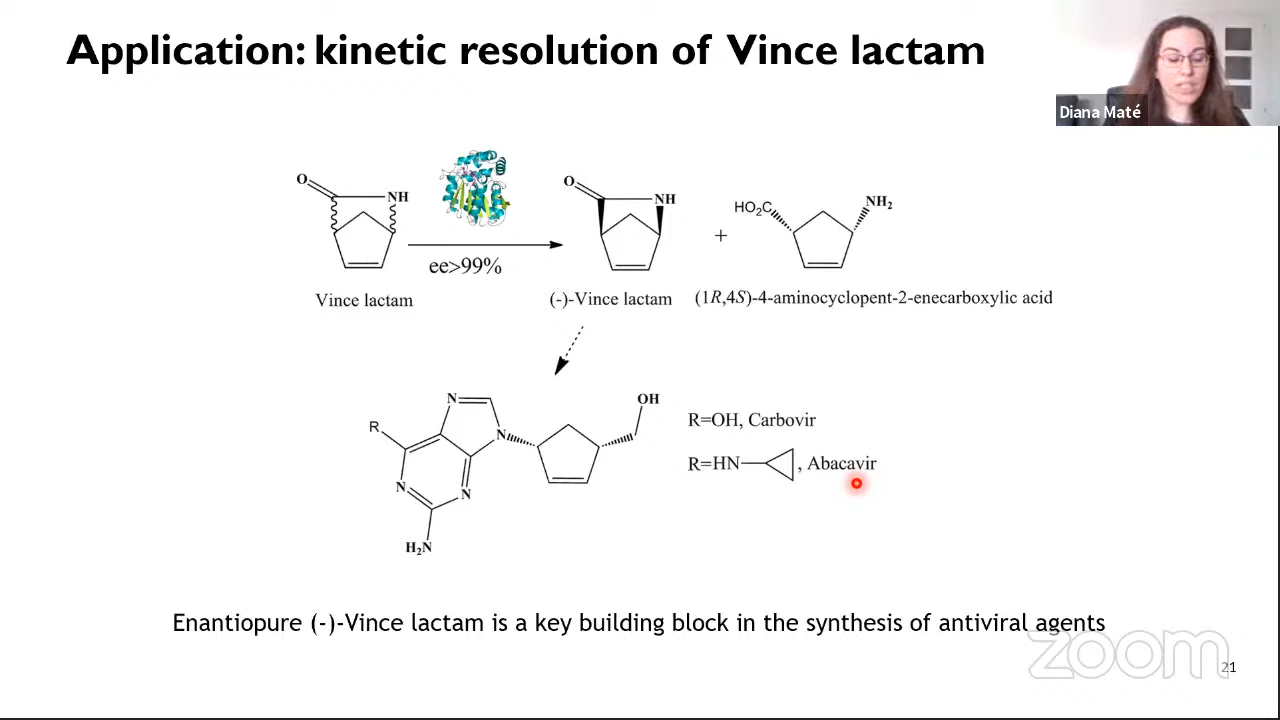 Application: kinetic resolution of Vince lactam
Diana Maté
O
NH
ee>99%
O
NH
+
HO₂C
NH₂
Vince lactam
(-)-Vince lactam
(1R,4S)-4-aminocyclopent-2-enecarboxylic acid
R
N
N
N
N
H₂N
OH
R=OH, Carbovir
R=HN , Abacavir
Enantiopure (-)-Vince lactam is a key building block in the synthesis of antiviral agents
zoom
21